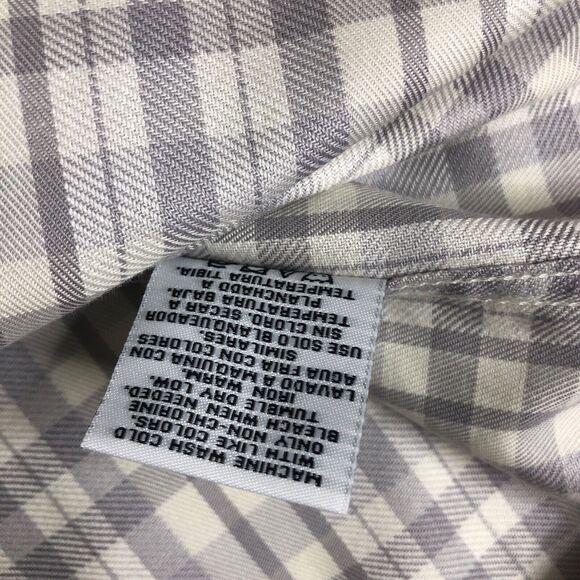 MACHINE WASH COLD
WITH LIKE COLORS.
ONLY NON-CHLORINE
BLEACH WHEN NEEDED.
TUMBLE DRY LOW.
IRON WARM.
LAVADO A MAQUINA CON
AGUA FRIA CON COLORES
SIMILARES.
USE SOLO BLANQUEADOR
SIN CLORO SECAR A
TEMPERATURA BAJA.
PLANCHADO A
TEMPERATURA TIBIA.